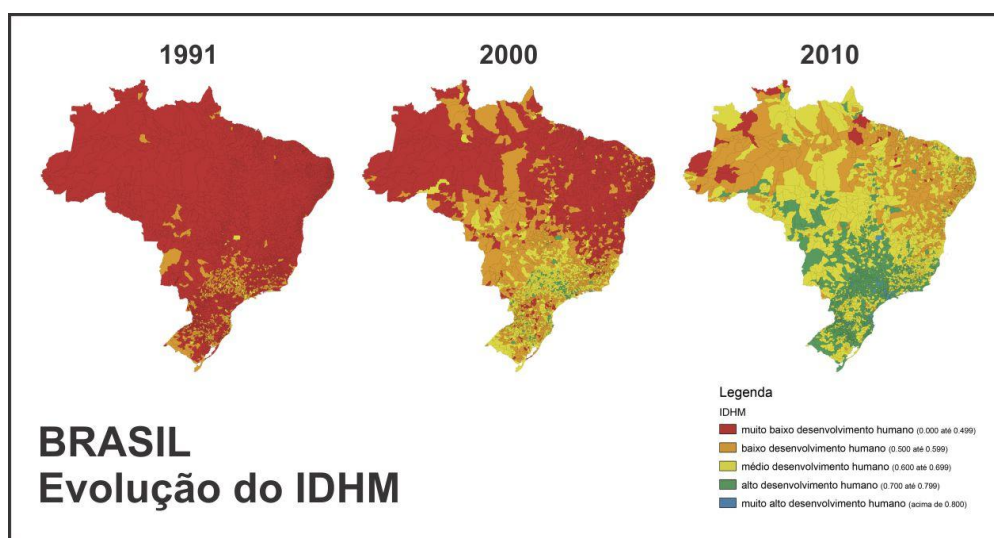 1991
2000
2010
Legenda
IDHM
muito baixo desenvolvimento humano (0.000 até 0.499)
baixo desenvolvimento humano (0.500 até 0.599)
médio desenvolvimento humano (0.600 até 0.699)
alto desenvolvimento humano (0.700 até 0.799)
muito alto desenvolvimento humano (acima de 0.800)
BRASIL
Evolução do IDHM